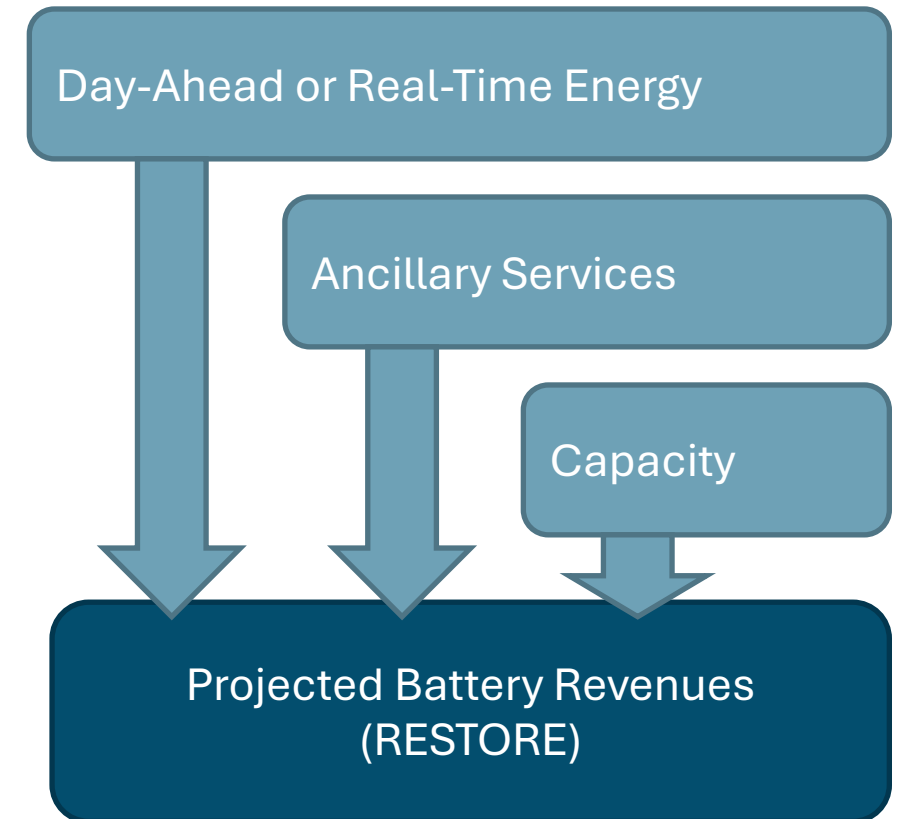 Day-Ahead or Real-Time Energy
Ancillary Services
Capacity
Projected Battery Revenues
(RESTORE)